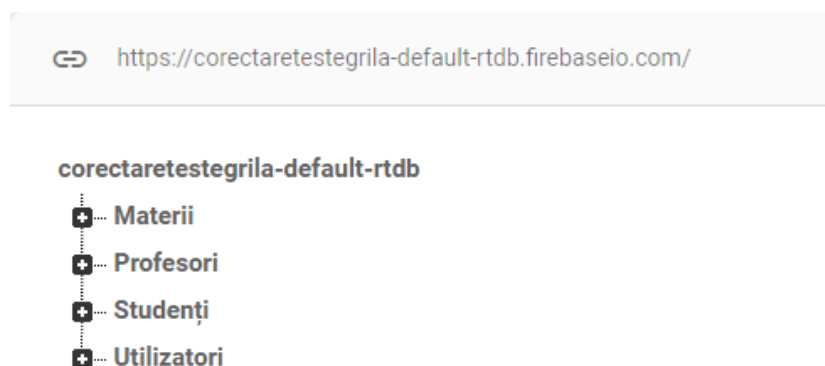 https://corectaretestegrila-default-rtdb.firebaseio.com/
corectaretestegrila-default-rtdb
Materii
Profesori
Studenți
Utilizatori